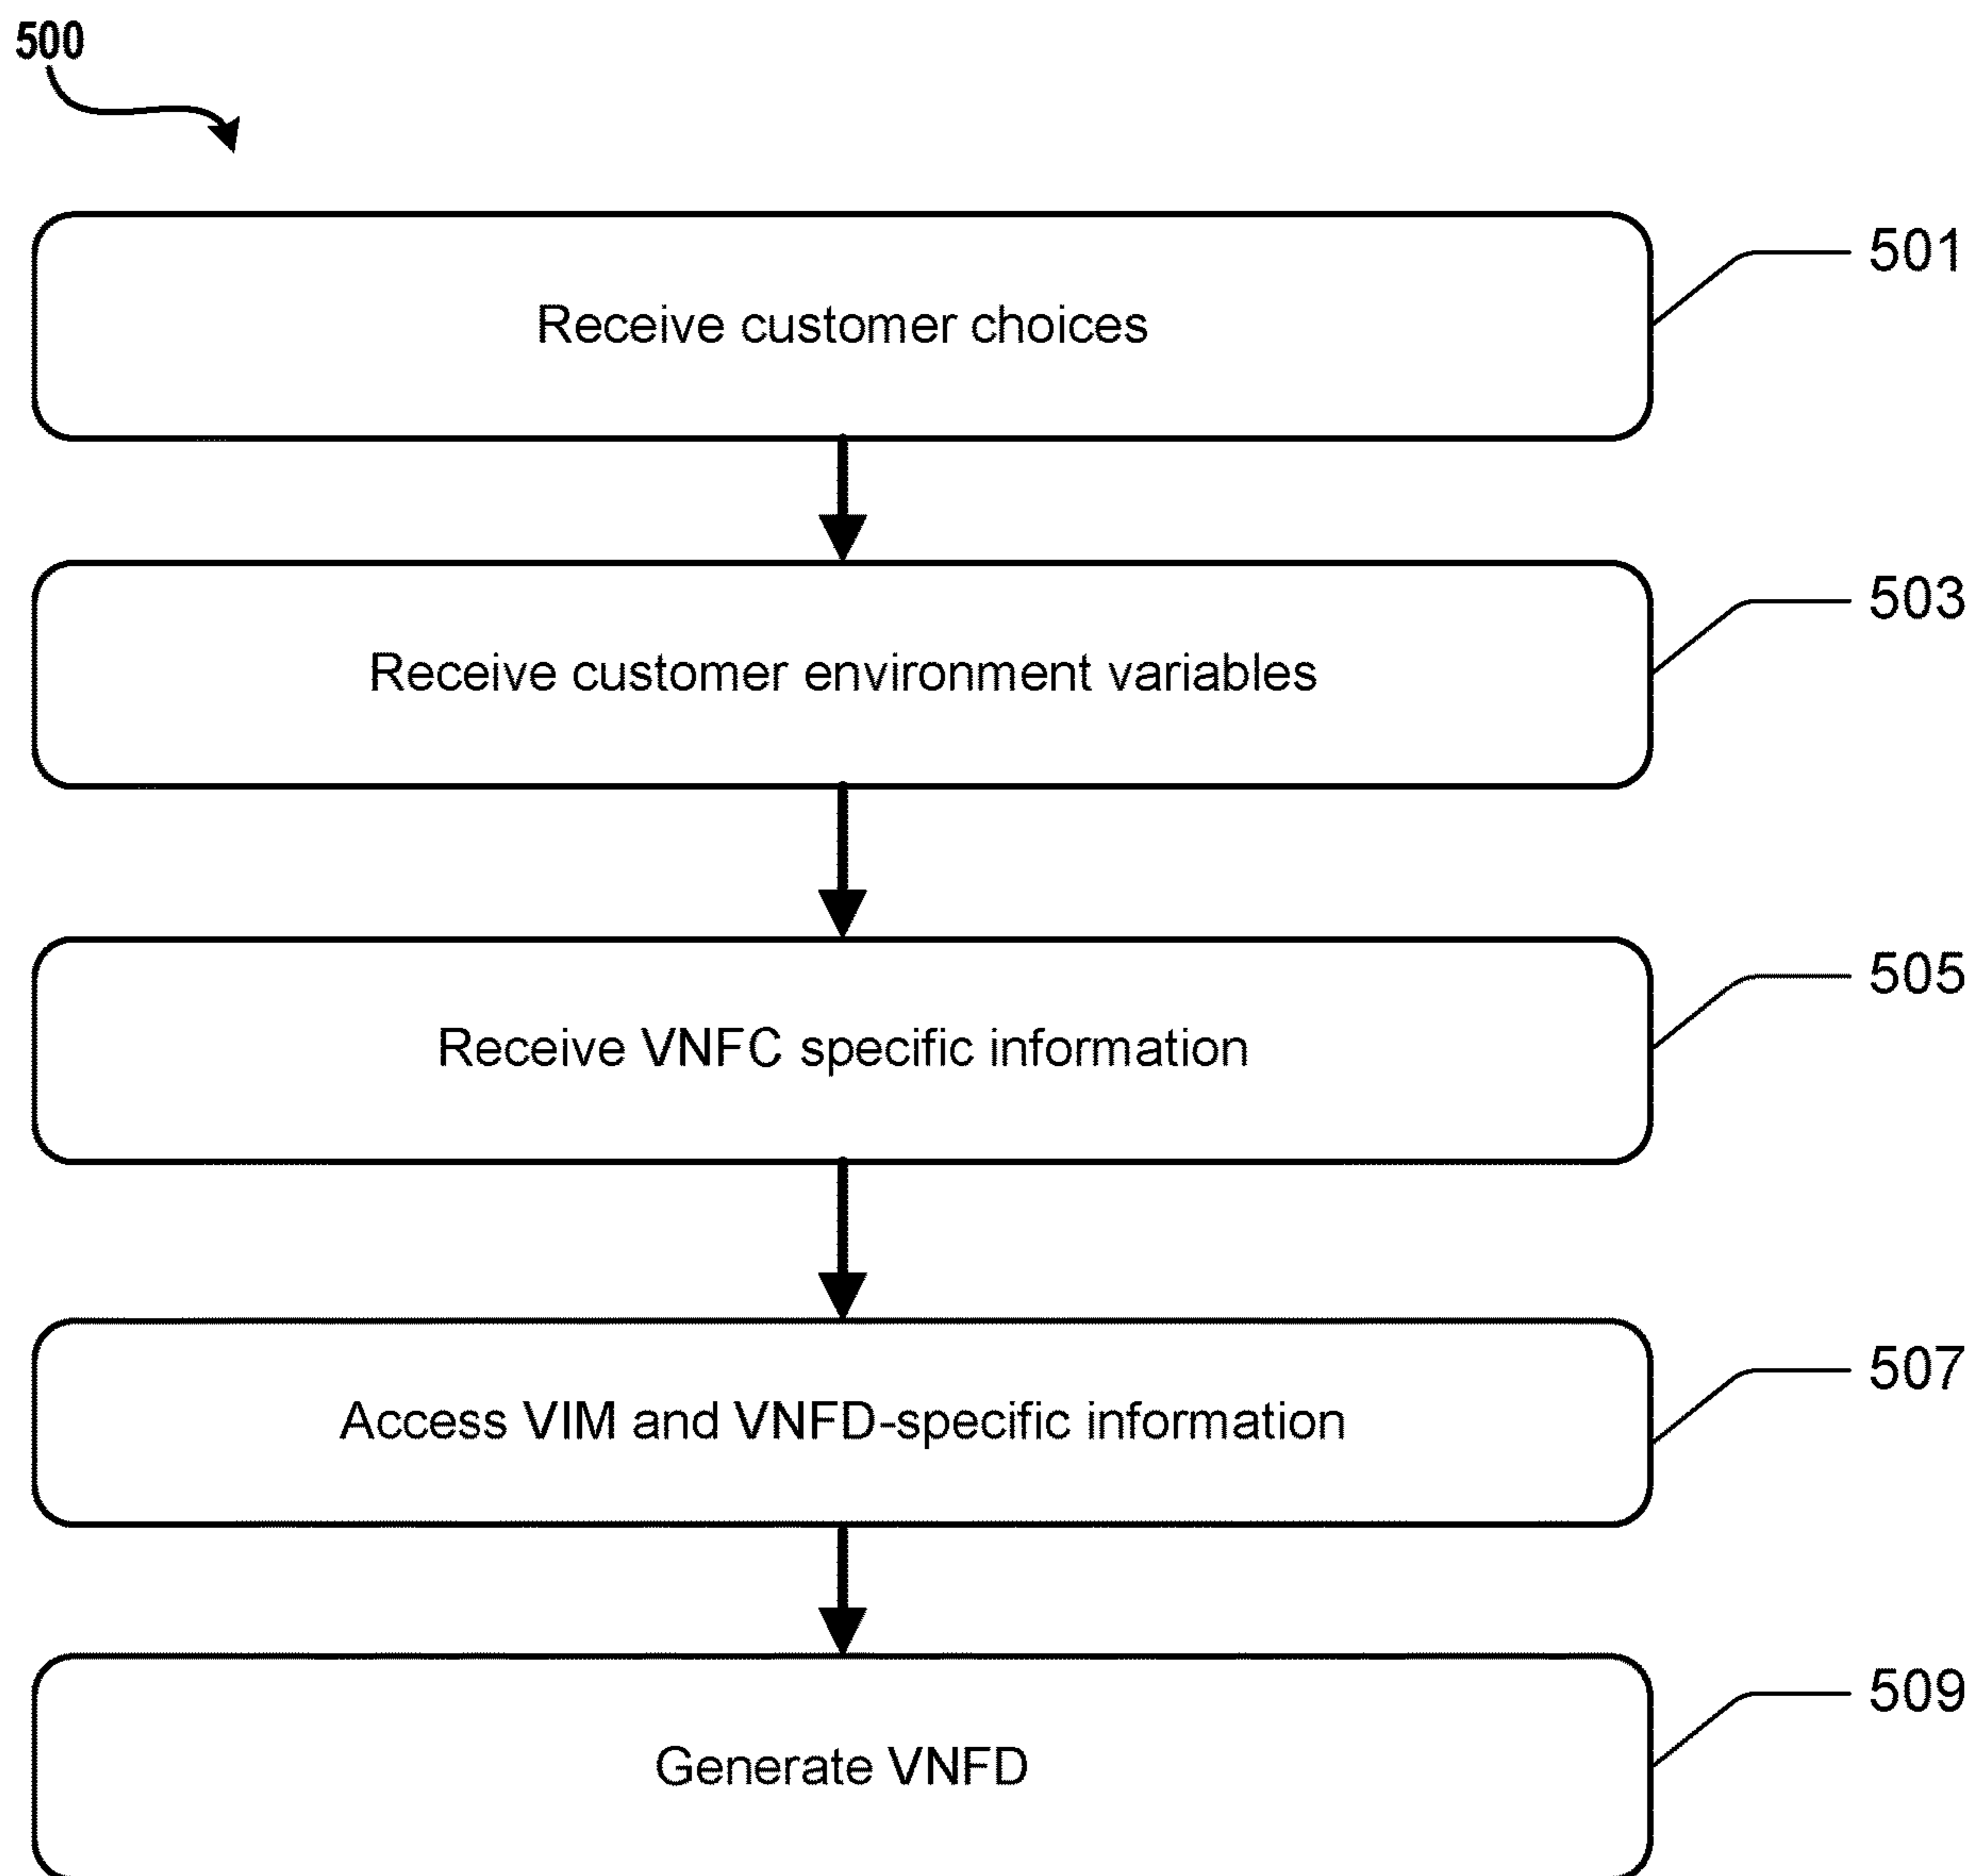 500
Receive customer choices
501
Receive customer environment variables
503
Receive VNFC specific information
505
Access VIM and VNFD-specific information
507
Generate VNFD
509